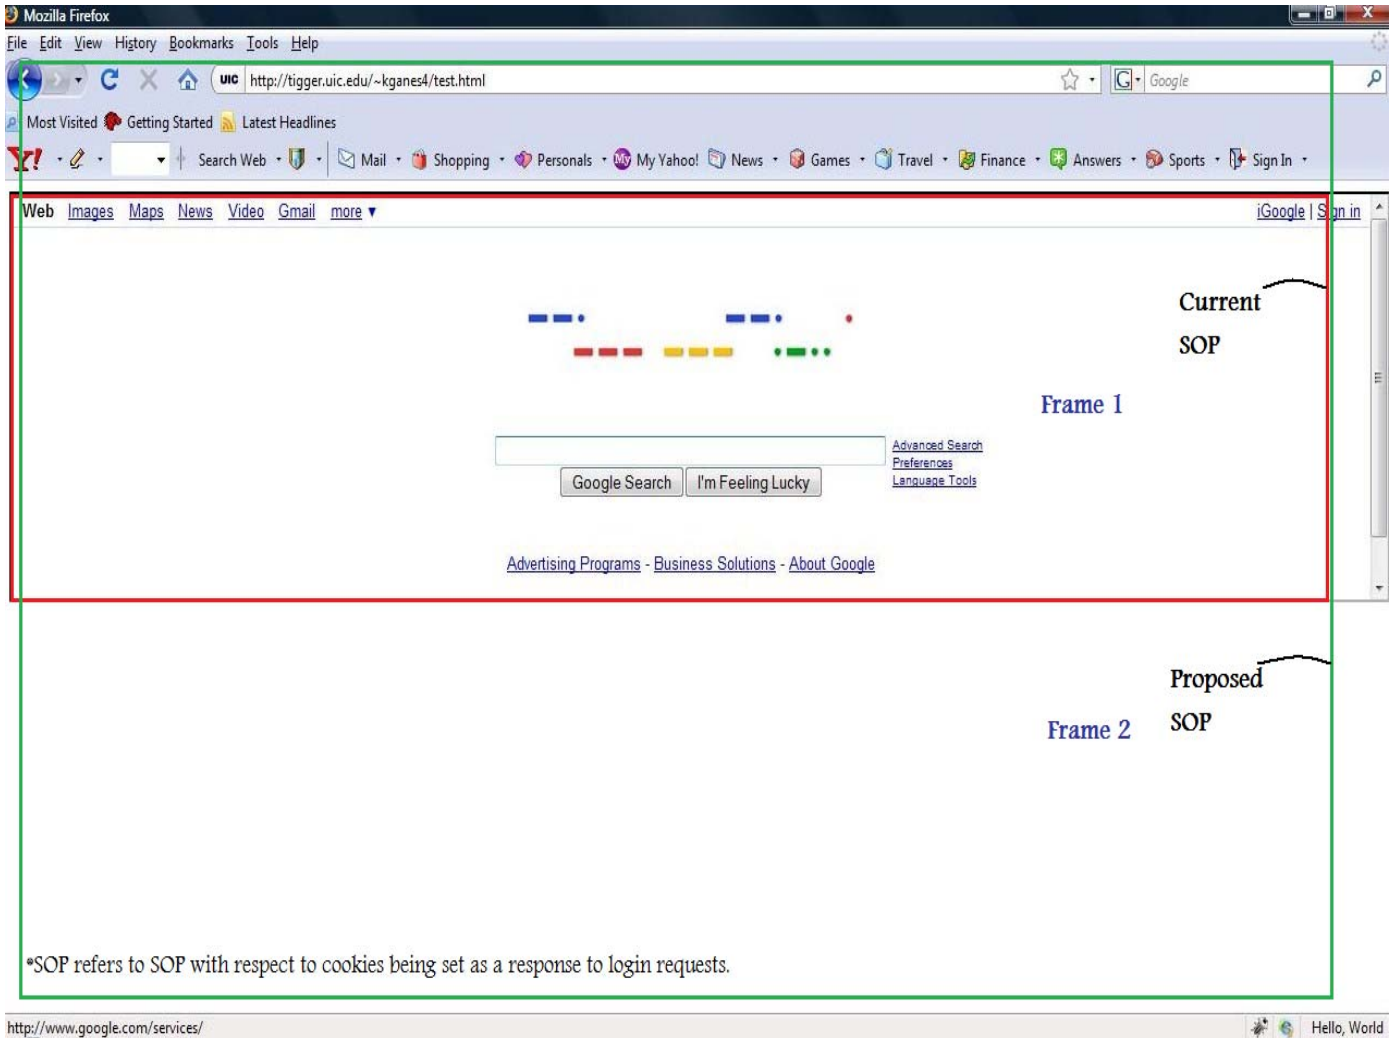 Mozilla Firefox
File Edit View History Bookmarks Tools Help
UIC http://tigger.uic.edu/~kganes4/test.html G Google
Most Visited Getting Started Latest Headlines
Y! Search Web Mail Shopping Personals My My Yahoo! News Games Travel Finance Answers Sports Sign In
Web Images Maps News Video Gmail more ▼ iGoogle | Sign in
Current
SOP
Frame 1
Advanced Search
Preferences
Language Tools
Google Search I'm Feeling Lucky
Advertising Programs - Business Solutions - About Google
Proposed
SOP
Frame 2
*SOP refers to SOP with respect to cookies being set as a response to login requests.
http://www.google.com/services/ Hello, World